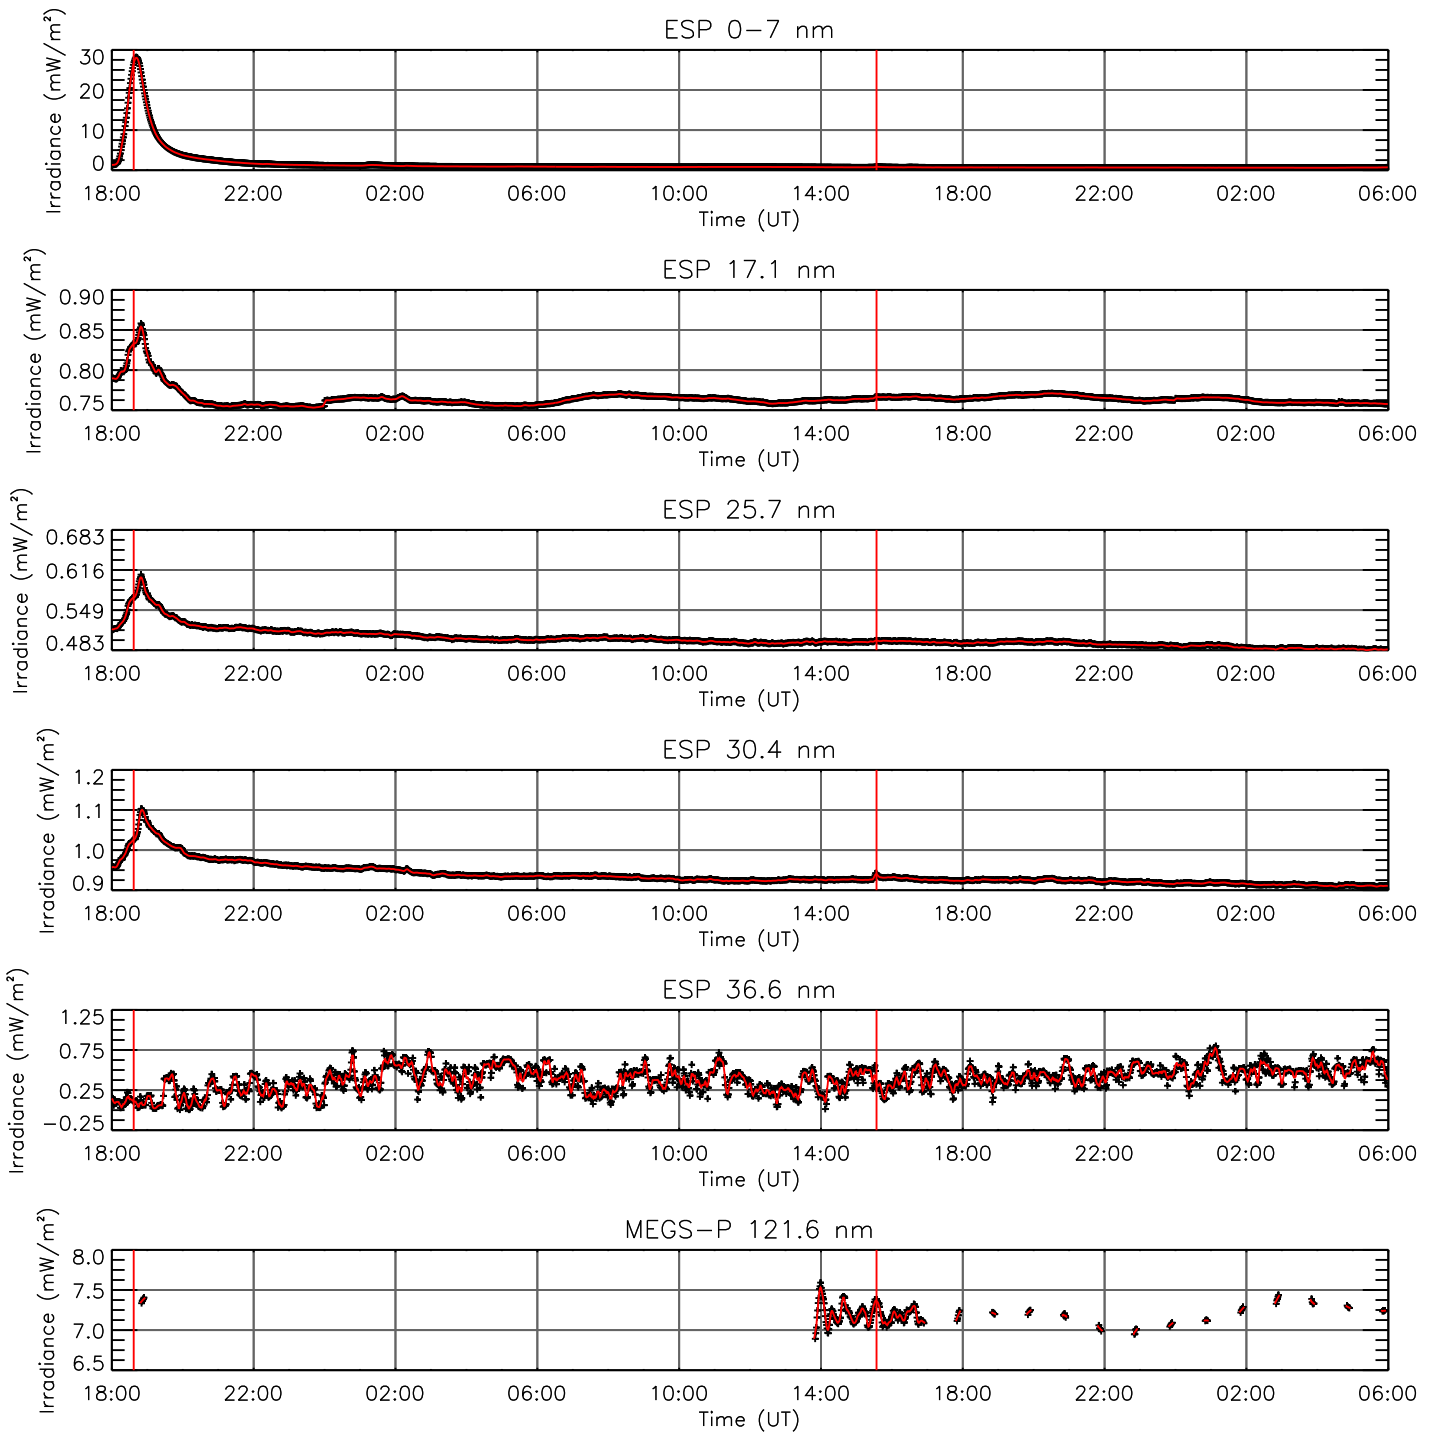 ESP 0−7 nm
Irradiance (mW/m²)
30
20
10
0
18:00 22:00 02:00 06:00 10:00 14:00 18:00 22:00 02:00 06:00
Time (UT)
ESP 17.1 nm
Irradiance (mW/m²)
0.90
0.85
0.80
0.75
18:00 22:00 02:00 06:00 10:00 14:00 18:00 22:00 02:00 06:00
Time (UT)
ESP 25.7 nm
Irradiance (mW/m²)
0.683
0.616
0.549
0.483
18:00 22:00 02:00 06:00 10:00 14:00 18:00 22:00 02:00 06:00
Time (UT)
ESP 30.4 nm
Irradiance (mW/m²)
1.2
1.1
1.0
0.9
18:00 22:00 02:00 06:00 10:00 14:00 18:00 22:00 02:00 06:00
Time (UT)
ESP 36.6 nm
Irradiance (mW/m²)
1.25
0.75
0.25
−0.25
18:00 22:00 02:00 06:00 10:00 14:00 18:00 22:00 02:00 06:00
Time (UT)
MEGS−P 121.6 nm
Irradiance (mW/m²)
8.0
7.5
7.0
6.5
18:00 22:00 02:00 06:00 10:00 14:00 18:00 22:00 02:00 06:00
Time (UT)